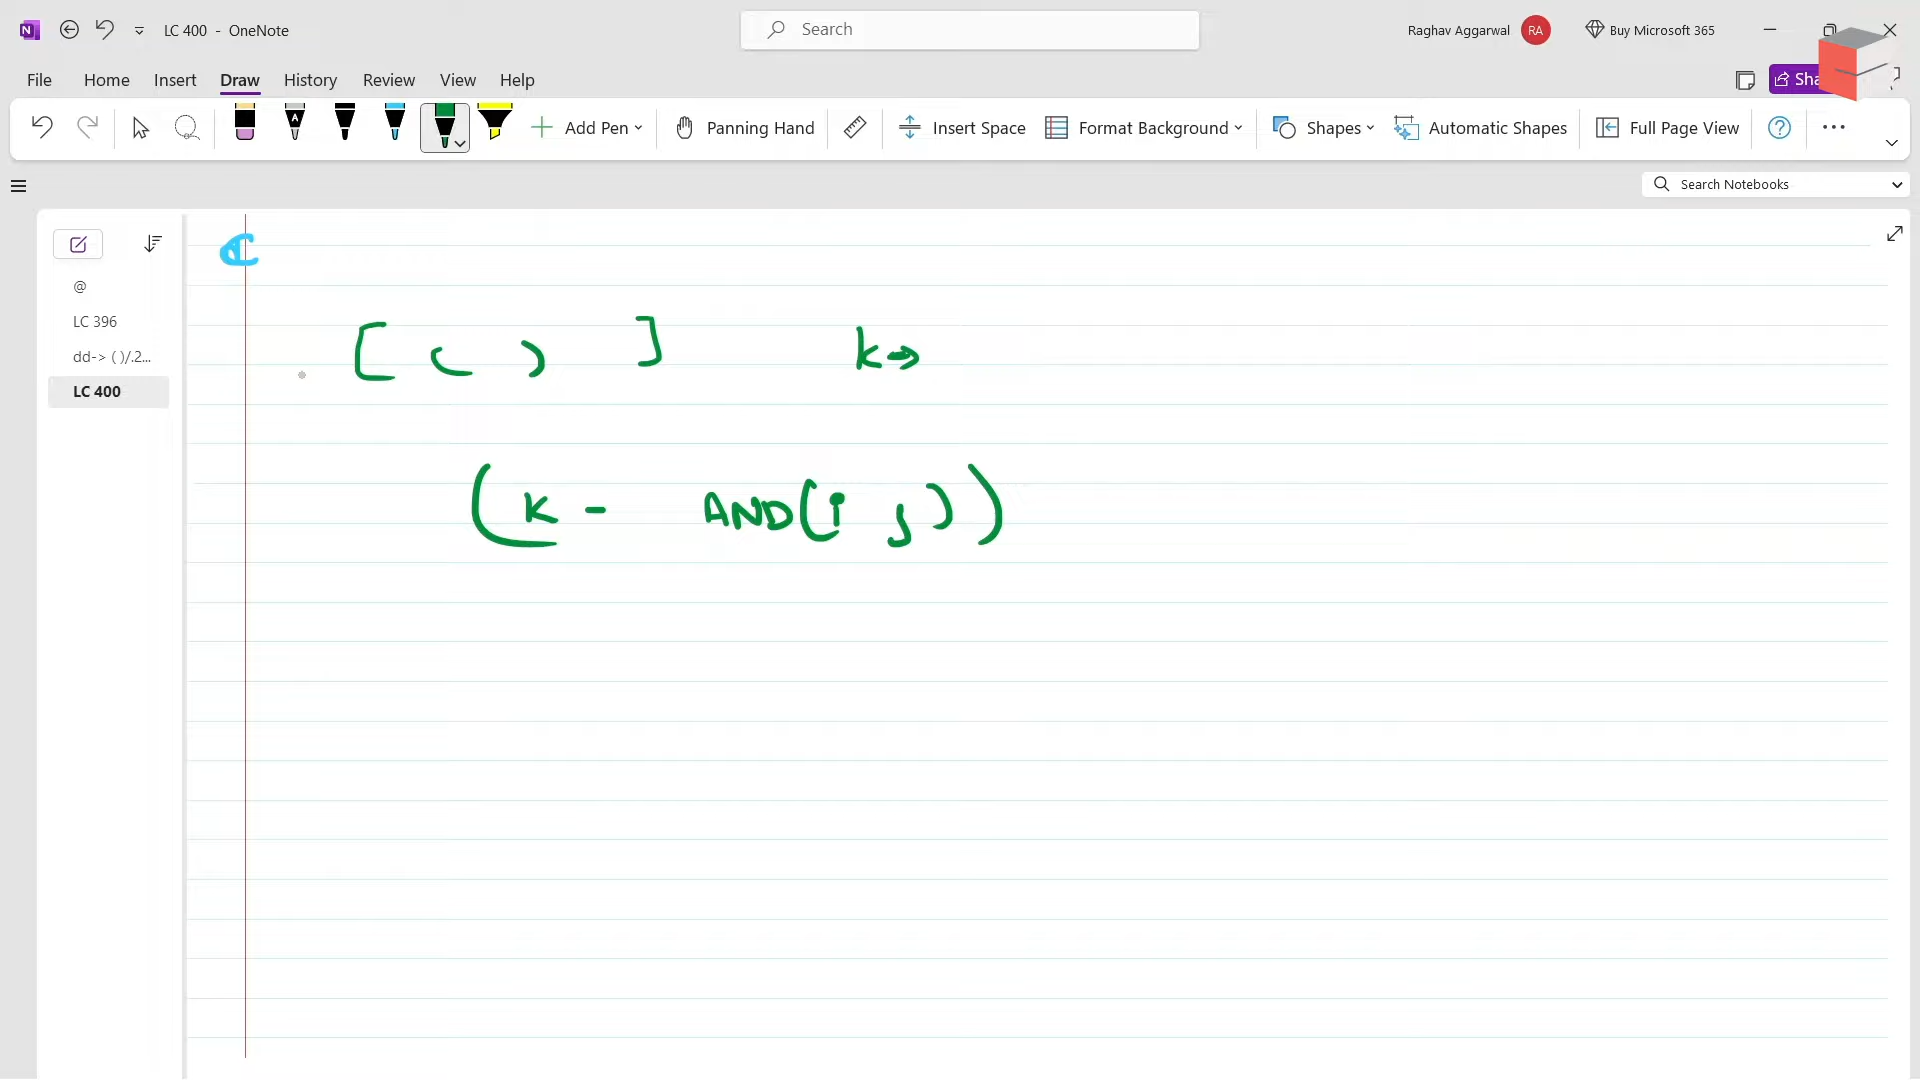 LC 400 - OneNote
Search
Raghav Aggarwal
RA
Buy Microsoft 365
File Home Insert Draw History Review View Help
Add Pen
Panning Hand
Insert Space
Format Background
Shapes
Automatic Shapes
Full Page View
Search Notebooks
@
LC 396
dd-> ( )/.2...
LC 400
[ ( ) ] k→
(k - AND(i j))